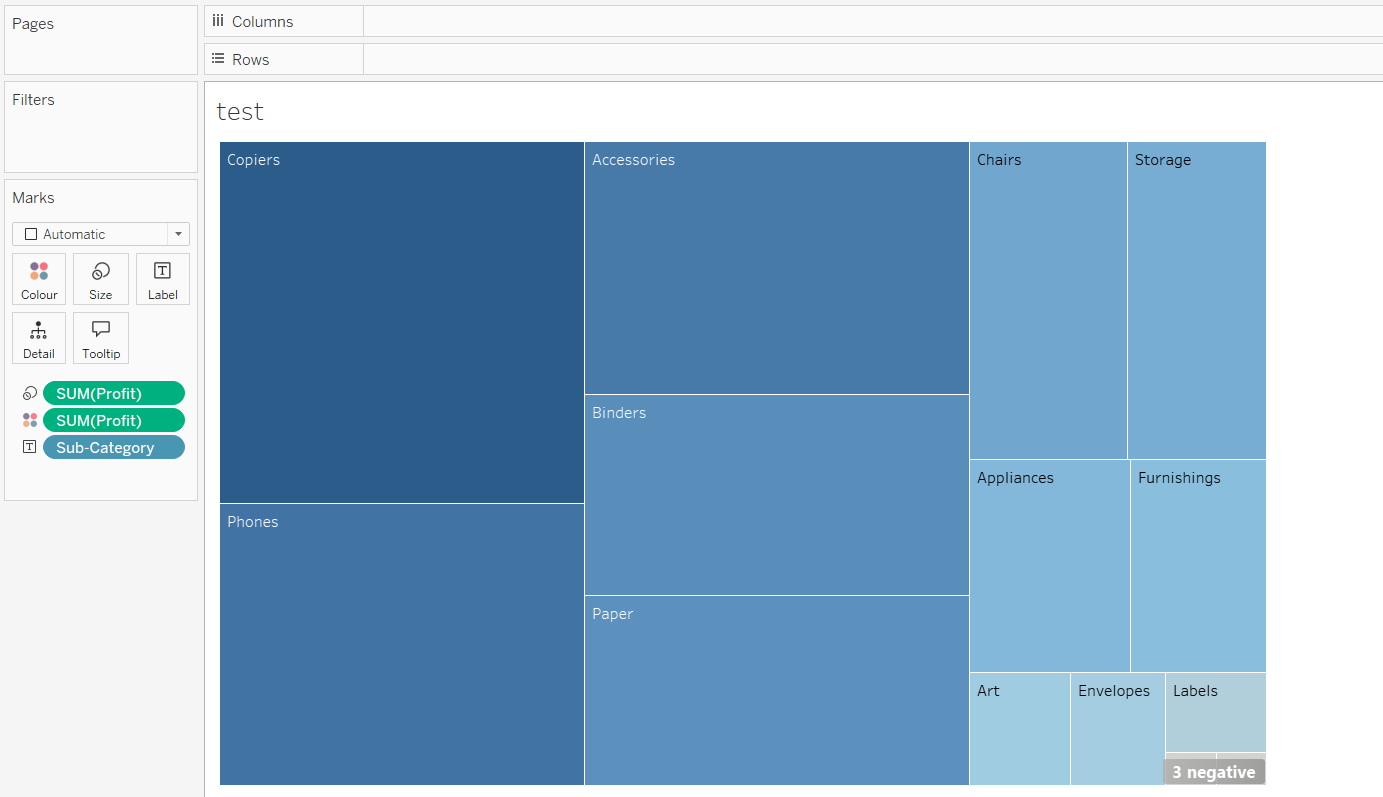 Pages
Columns
Rows
Filters
test
Marks
Automatic
Colour
Size
Label
Detail
Tooltip
SUM(Profit)
SUM(Profit)
Sub-Category
Copiers
Accessories
Chairs
Storage
Binders
Appliances
Furnishings
Phones
Paper
Art
Envelopes
Labels
3 negative